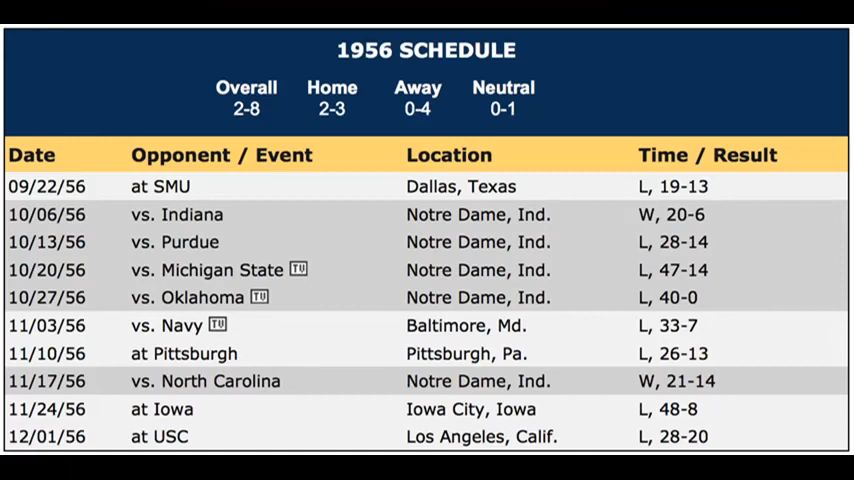 1956 SCHEDULE
Overall Home Away Neutral
2-8 2-3 0-4 0-1
Date Opponent / Event Location Time / Result
09/22/56 at SMU Dallas, Texas L, 19-13
10/06/56 vs. Indiana Notre Dame, Ind. W, 20-6
10/13/56 vs. Purdue Notre Dame, Ind. L, 28-14
10/20/56 vs. Michigan State TV Notre Dame, Ind. L, 47-14
10/27/56 vs. Oklahoma TV Notre Dame, Ind. L, 40-0
11/03/56 vs. Navy TV Baltimore, Md. L, 33-7
11/10/56 at Pittsburgh Pittsburgh, Pa. L, 26-13
11/17/56 vs. North Carolina Notre Dame, Ind. W, 21-14
11/24/56 at Iowa Iowa City, Iowa L, 48-8
12/01/56 at USC Los Angeles, Calif. L, 28-20